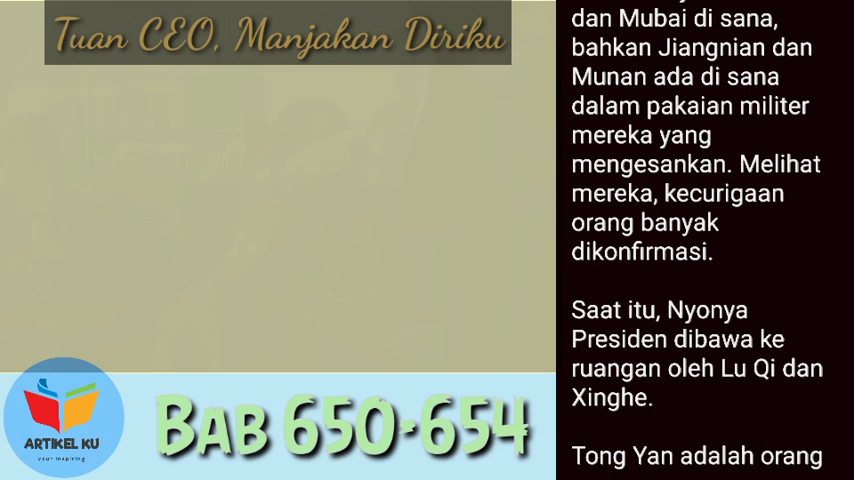 Tuan CEO, Manjakan Diriku
dan Mubai di sana,
bahkan Jiangnian dan
Munan ada di sana
dalam pakaian militer
mereka yang
mengesankan. Melihat
mereka, kecurigaan
orang banyak
dikonfirmasi.
Saat itu, Nyonya
Presiden dibawa ke
ruangan oleh Lu Qi dan
Xinghe.
Tong Yan adalah orang
ARTIKEL KU
your inspiring
BAB 650-654